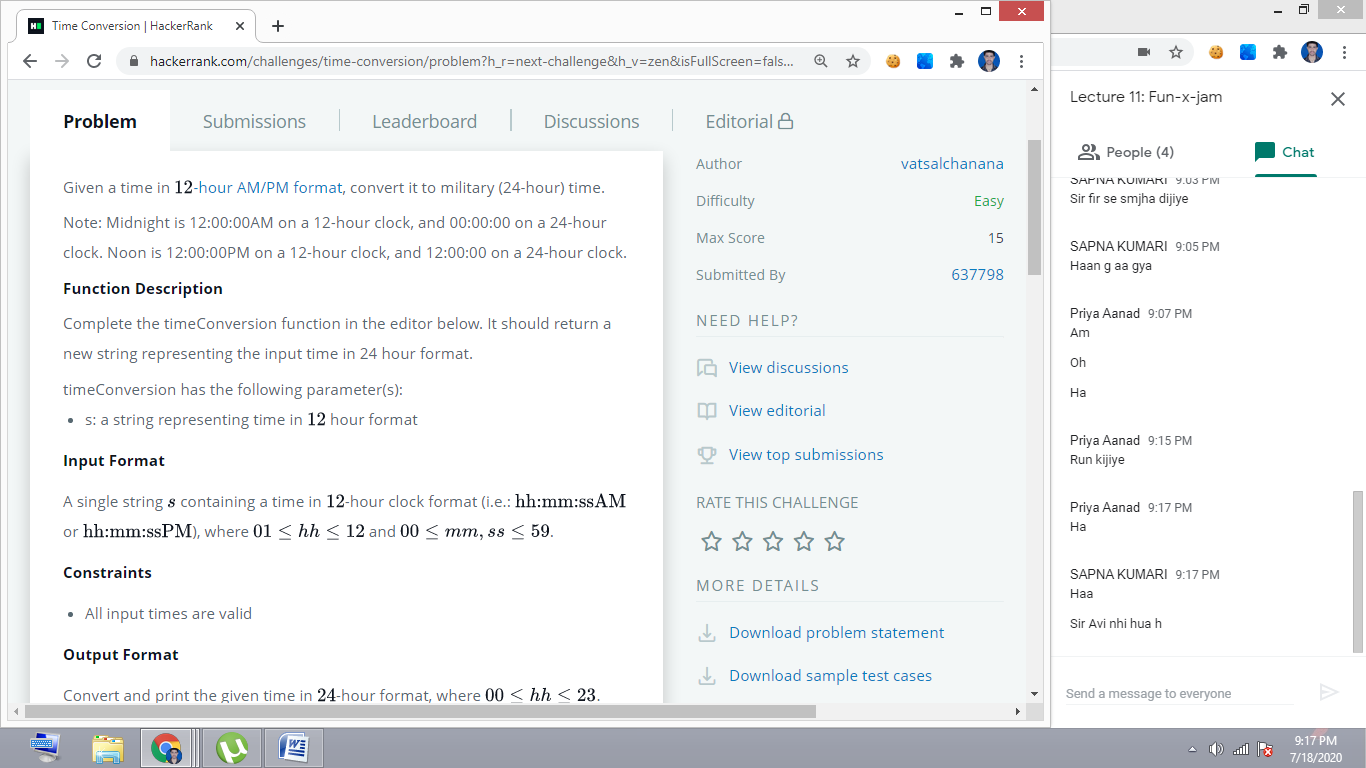 Time Conversion | HackerRank
hackerrank.com/challenges/time-conversion/problem?h_r=next-challenge&h_v=zen&isFullScreen=fals...
Problem
Submissions
Leaderboard
Discussions
Editorial
Given a time in 12-hour AM/PM format, convert it to military (24-hour) time.
Note: Midnight is 12:00:00AM on a 12-hour clock, and 00:00:00 on a 24-hour
clock. Noon is 12:00:00PM on a 12-hour clock, and 12:00:00 on a 24-hour clock.
Function Description
Complete the timeConversion function in the editor below. It should return a
new string representing the input time in 24 hour format.
timeConversion has the following parameter(s):
• s: a string representing time in 12 hour format
Input Format
A single string s containing a time in 12-hour clock format (i.e.: hh:mm:ssAM
or hh:mm:ssPM), where 01 ≤ hh ≤ 12 and 00 ≤ mm, ss ≤ 59.
Constraints
• All input times are valid
Output Format
Convert and print the given time in 24-hour format, where 00 ≤ hh ≤ 23.
Author vatsalchanana
Difficulty Easy
Max Score 15
Submitted By 637798
NEED HELP?
View discussions
View editorial
View top submissions
RATE THIS CHALLENGE
MORE DETAILS
Download problem statement
Download sample test cases
Lecture 11: Fun-x-jam
People (4)
Chat
SAPNA KUMARI 9:03 PM
Sir fir se smjha dijiye
SAPNA KUMARI 9:05 PM
Haan g aa gya
Priya Aanad 9:07 PM
Am
Oh
Ha
Priya Aanad 9:15 PM
Run kijiye
Priya Aanad 9:17 PM
Ha
SAPNA KUMARI 9:17 PM
Haa
Sir Avi nhi hua h
Send a message to everyone
9:17 PM
7/18/2020